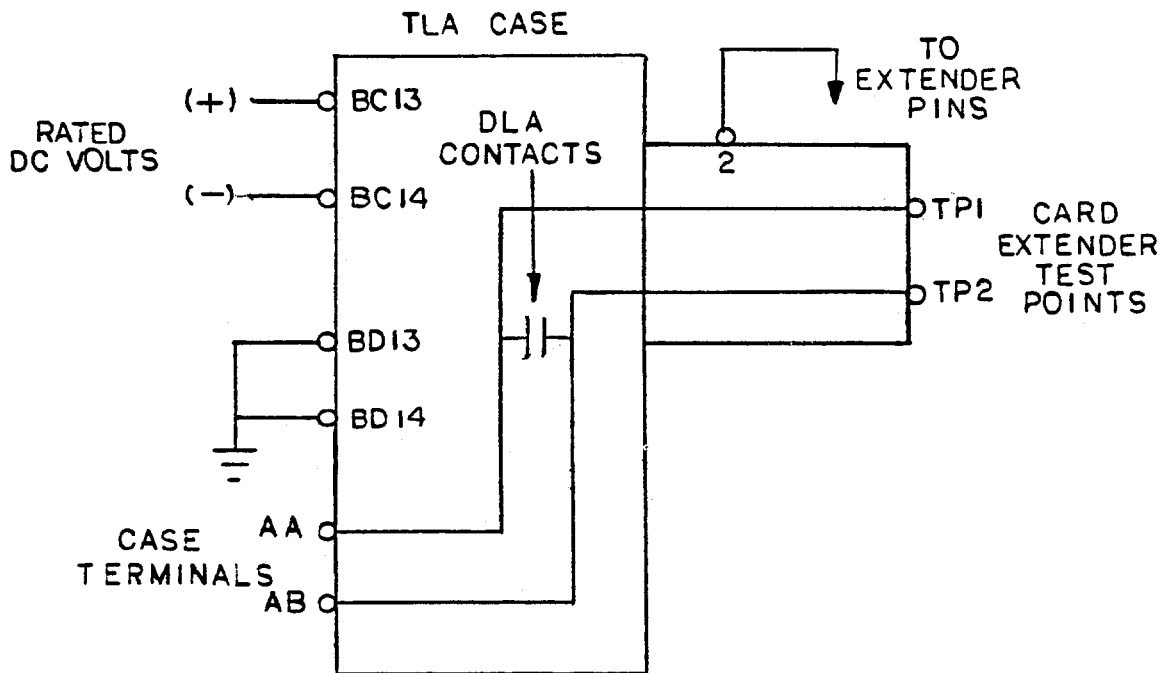 TLA CASE
(+)
BC13
RATED
DC VOLTS
(-)
BC14
DLA
CONTACTS
TO
EXTENDER
PINS
2
TP1
TP2
CARD
EXTENDER
TEST
POINTS
BD13
BD14
CASE
TERMINALS
AA
AB